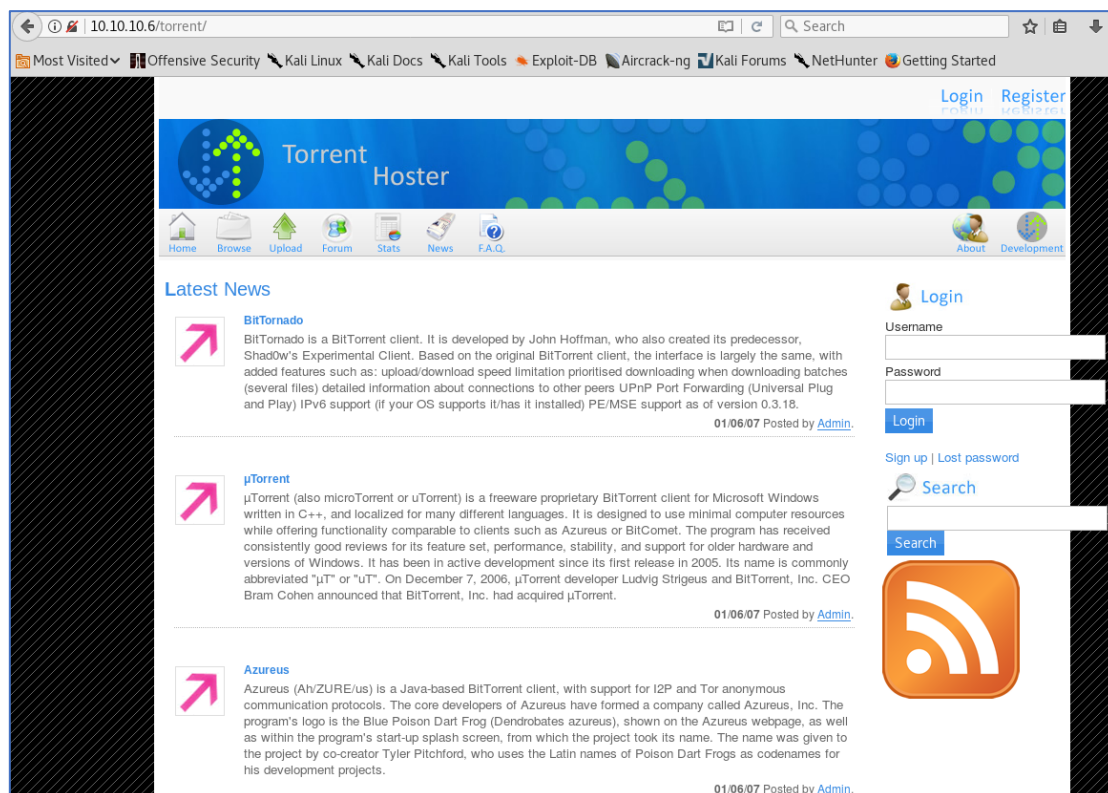 10.10.10.6/torrent/
Search
Most Visited
Offensive Security
Kali Linux
Kali Docs
Kali Tools
Exploit-DB
Aircrack-ng
Kali Forums
NetHunter
Getting Started
Login Register
Torrent
Hoster
Home Browse Upload Forum Stats News F.A.Q. About Development
Latest News
BitTornado
BitTornado is a BitTorrent client. It is developed by John Hoffman, who also created its predecessor,
Shad0w's Experimental Client. Based on the original BitTorrent client, the interface is largely the same, with
added features such as: upload/download speed limitation prioritised downloading when downloading batches
(several files) detailed information about connections to other peers UPnP Port Forwarding (Universal Plug
and Play) IPv6 support (if your OS supports it/has it installed) PE/MSE support as of version 0.3.18.
01/06/07 Posted by Admin.
µTorrent
µTorrent (also microTorrent or uTorrent) is a freeware proprietary BitTorrent client for Microsoft Windows
written in C++, and localized for many different languages. It is designed to use minimal computer resources
while offering functionality comparable to clients such as Azureus or BitComet. The program has received
consistently good reviews for its feature set, performance, stability, and support for older hardware and
versions of Windows. It has been in active development since its first release in 2005. Its name is commonly
abbreviated "µT" or "uT". On December 7, 2006, µTorrent developer Ludvig Strigeus and BitTorrent, Inc. CEO
Bram Cohen announced that BitTorrent, Inc. had acquired µTorrent.
01/06/07 Posted by Admin.
Azureus
Azureus (Ah/ZURE/us) is a Java-based BitTorrent client, with support for I2P and Tor anonymous
communication protocols. The core developers of Azureus have formed a company called Azureus, Inc. The
program's logo is the Blue Poison Dart Frog (Dendrobates azureus), shown on the Azureus webpage, as well
as within the program's start-up splash screen, from which the project took its name. The name was given to
the project by co-creator Tyler Pitchford, who uses the Latin names of Poison Dart Frogs as codenames for
his development projects.
01/06/07 Posted by Admin.
Login
Username
Password
Login
Sign up | Lost password
Search
Search